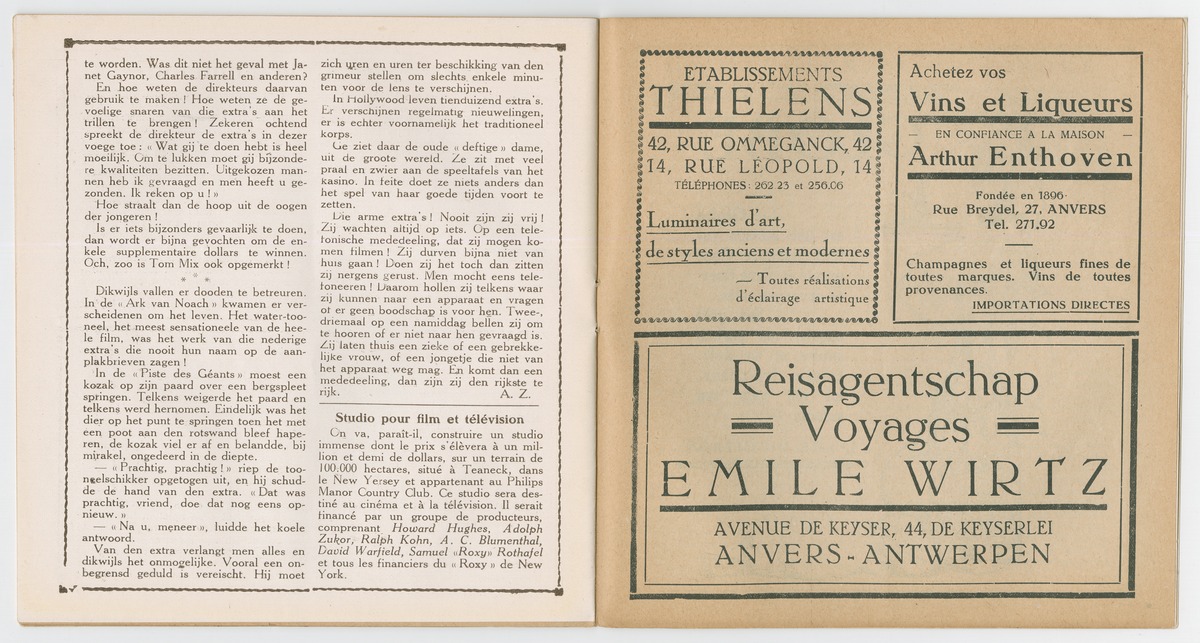 te worden. Was dit niet het geval met Ja-
net Gaynor, Charles Farrell en anderen?
En hoe weten de direkteurs daarvan
gebruik te maken! Hoe weten ze de ge-
voelige snaren van die extra's aan het
trillen te brengen! Zekeren ochtend
spreekt de direkteur de extra's in dezer
voege toe: « Wat gij te doen hebt is heel
moeilijk. Om te lukken moet gij bijzonde-
re kwaliteiten bezitten. Uitgekozen man-
nen heb ik gevraagd en men heeft u ge-
zonden. Ik reken op u! »
Hoe straalt dan de hoop uit de oogen
der jongeren!
Is er iets bijzonders gevaarlijk te doen,
dan wordt er bijna gevochten om de en-
kele supplementaire dollars te winnen.
Och, zoo is Tom Mix ook opgemerkt!
* * *
Dikwijls vallen er dooden te betreuren.
In de « Ark van Noach » kwamen er ver-
scheidenen om het leven. Het water-too-
neel, het meest sensationeele van de hee-
le film, was het werk van die nederige
extra's die nooit hun naam op de aan-
plakbrieven zagen!
In de « Piste des Géants » moest een
kozak op zijn paard over een bergspleet
springen. Telkens weigerde het paard en
telkens werd hernomen. Eindelijk was het
dier op het punt te springen toen het met
een poot aan den rotswand bleef hape-
ren, de kozak viel er af en belandde, bij
mirakel, ongedeerd in de diepte.
— « Prachtig, prachtig! » riep de too-
neelschikker opgetogen uit, en hij schud-
de de hand van den extra. « Dat was
prachtig, vriend, doe dat nog eens op-
nieuw. »
— « Na u, meneer », luidde het koele
antwoord.
Van den extra verlangt men alles en
dikwijls het onmogelijke. Vooral een on-
begrensd geduld is vereischt. Hij moet
zich uren en uren ter beschikking van den
grimeur stellen om slechts enkele minu-
ten voor de lens te verschijnen.
In Hollywood leven tienduizend extra's.
Er verschijnen regelmatig nieuwelingen,
er is echter voornamelijk het traditioneel
korps.
Ge ziet daar de oude « deftige » dame,
uit de groote wereld. Ze zit met veel
praal en zwier aan de speeltafels van het
kasino. In feite doet ze niets anders dan
het spel van haar goede tijden voort te
zetten.
Die arme extra's! Nooit zijn zij vrij!
Zij wachten altijd op iets. Op een tele-
fonische mededeeling, dat zij mogen ko-
men filmen! Zij durven bijna niet van
huis gaan! Doen zij het toch dan zitten
zij nergens gerust. Men mocht eens tele-
foneeren! Daarom hollen zij telkens waar
zij kunnen naar een apparaat en vragen
of er geen boodschap is voor hen. Twee-,
driemaal op een namiddag bellen zij om
te hooren of er niet naar hen gevraagd is.
Zij laten thuis een zieke of een gebrekke-
lijke vrouw, of een jongetje die niet van
het apparaat weg mag. En komt dan een
mededeeling, dan zijn zij den rijkste te
rijk. A. Z.
Studio pour film et télévision
On va, paraît-il, construire un studio
immense dont le prix s'élèvera à un mil-
lion et demi de dollars, sur un terrain de
100.000 hectares, situé à Teaneck, dans
le New Yersey et appartenant au Philips
Manor Country Club. Ce studio sera des-
tiné au cinéma et à la télévision. Il serait
financé par un groupe de producteurs,
comprenant Howard Hughes, Adolph
Zukor, Ralph Kohn, A. C. Blumenthal,
David Warfield, Samuel «Roxy» Rothafel
et tous les financiers du « Roxy » de New
York.
ETABLISSEMENTS
THIELENS
42, RUE OMMEGANCK, 42
14, RUE LÉOPOLD, 14
TÉLÉPHONES: 262 23 et 256.06
Luminaires d'art,
de styles anciens et modernes
— Toutes réalisations
d'éclairage artistique
Achetez vos
Vins et Liqueurs
— EN CONFIANCE A LA MAISON —
Arthur Enthoven
Fondée en 1896.
Rue Breydel, 27, ANVERS
Tel. 271.92
Champagnes et liqueurs fines de
toutes marques. Vins de toutes
provenances.
IMPORTATIONS DIRECTES
Reisagentschap
Voyages
EMILE WIRTZ
AVENUE DE KEYSER, 44, DE KEYSERLEI
ANVERS - ANTWERPEN